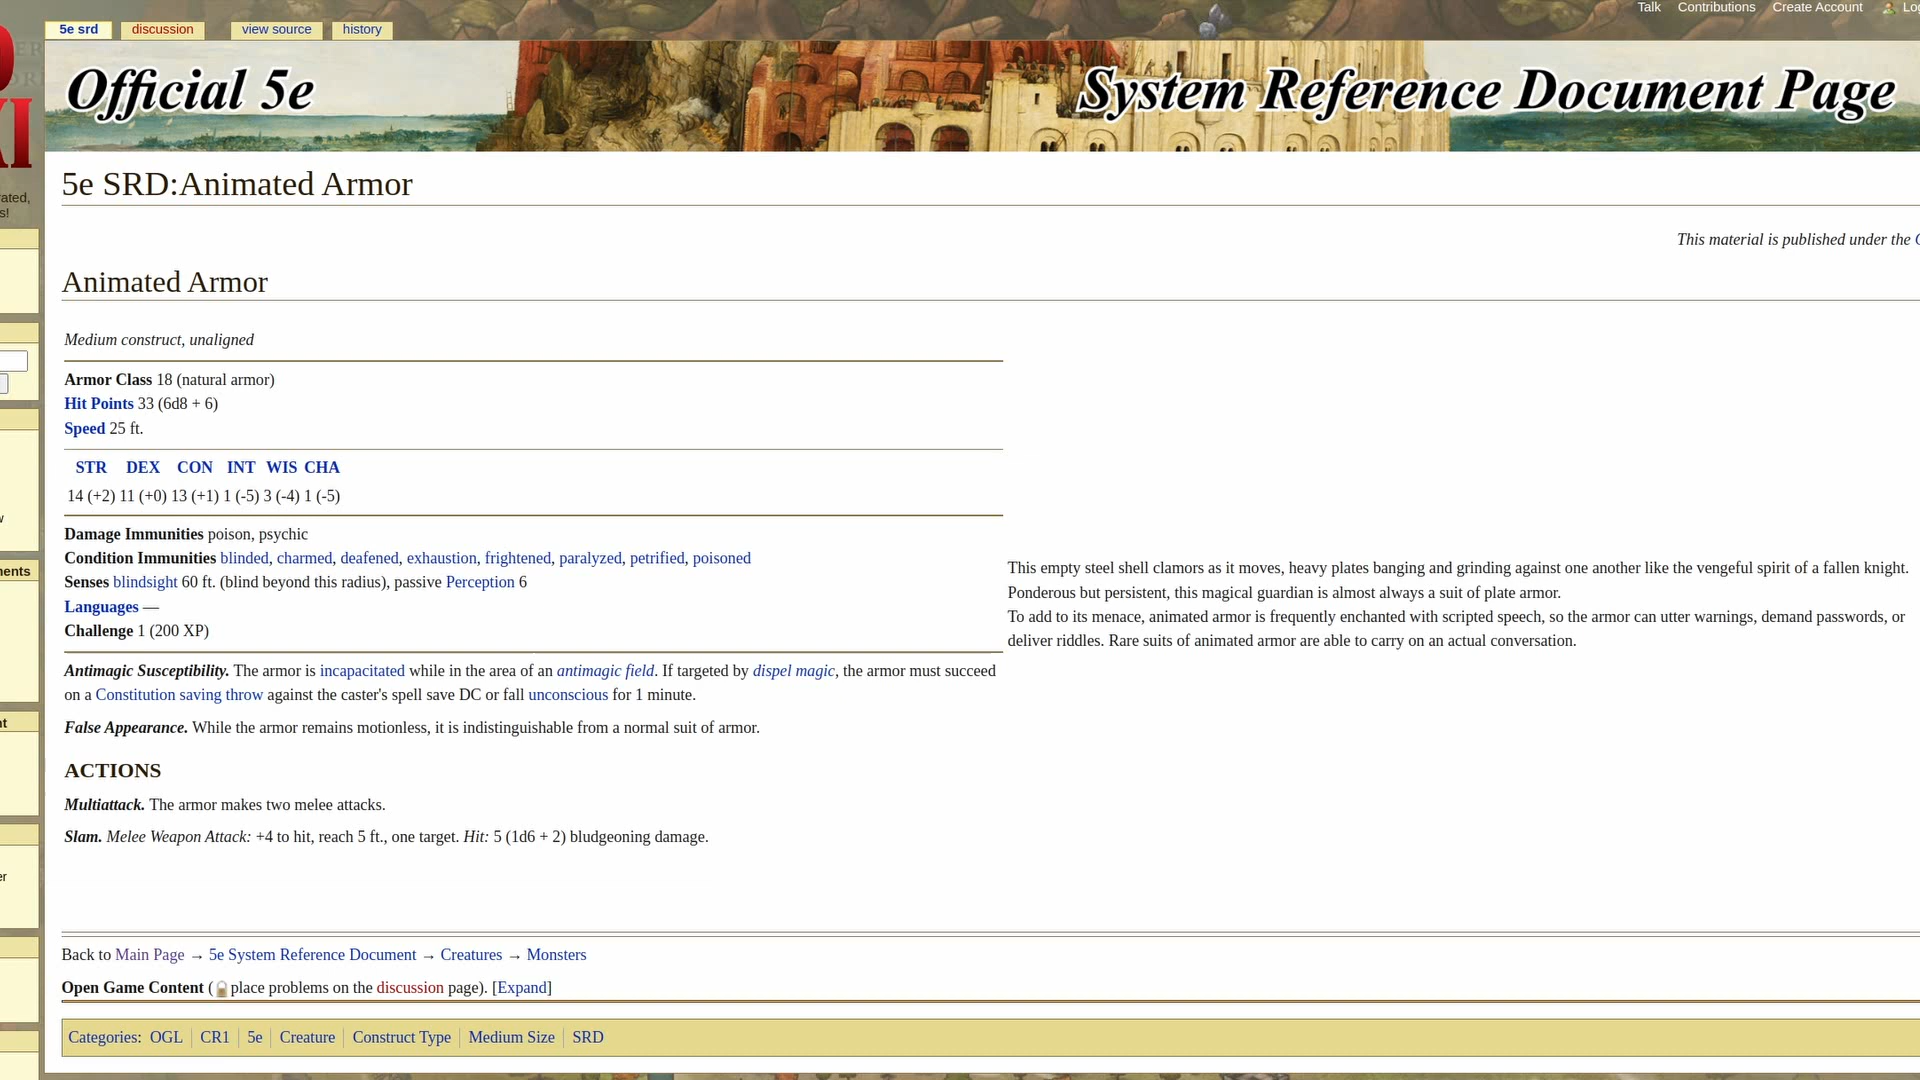 Talk Contributions Create Account
5e srd discussion view source history
Official 5e System Reference Document Page
5e SRD:Animated Armor
This material is published under the
Animated Armor
Medium construct, unaligned
Armor Class 18 (natural armor)
Hit Points 33 (6d8 + 6)
Speed 25 ft.
STR DEX CON INT WIS CHA
14 (+2) 11 (+0) 13 (+1) 1 (-5) 3 (-4) 1 (-5)
Damage Immunities poison, psychic
Condition Immunities blinded, charmed, deafened, exhaustion, frightened, paralyzed, petrified, poisoned
Senses blindsight 60 ft. (blind beyond this radius), passive Perception 6
Languages —
Challenge 1 (200 XP)
Antimagic Susceptibility. The armor is incapacitated while in the area of an antimagic field. If targeted by dispel magic, the armor must succeed
on a Constitution saving throw against the caster's spell save DC or fall unconscious for 1 minute.
False Appearance. While the armor remains motionless, it is indistinguishable from a normal suit of armor.
ACTIONS
Multiattack. The armor makes two melee attacks.
Slam. Melee Weapon Attack: +4 to hit, reach 5 ft., one target. Hit: 5 (1d6 + 2) bludgeoning damage.
This empty steel shell clamors as it moves, heavy plates banging and grinding against one another like the vengeful spirit of a fallen knight.
Ponderous but persistent, this magical guardian is almost always a suit of plate armor.
To add to its menace, animated armor is frequently enchanted with scripted speech, so the armor can utter warnings, demand passwords, or
deliver riddles. Rare suits of animated armor are able to carry on an actual conversation.
Back to Main Page → 5e System Reference Document → Creatures → Monsters
Open Game Content (place problems on the discussion page). [Expand]
Categories: OGL CR1 5e Creature Construct Type Medium Size SRD